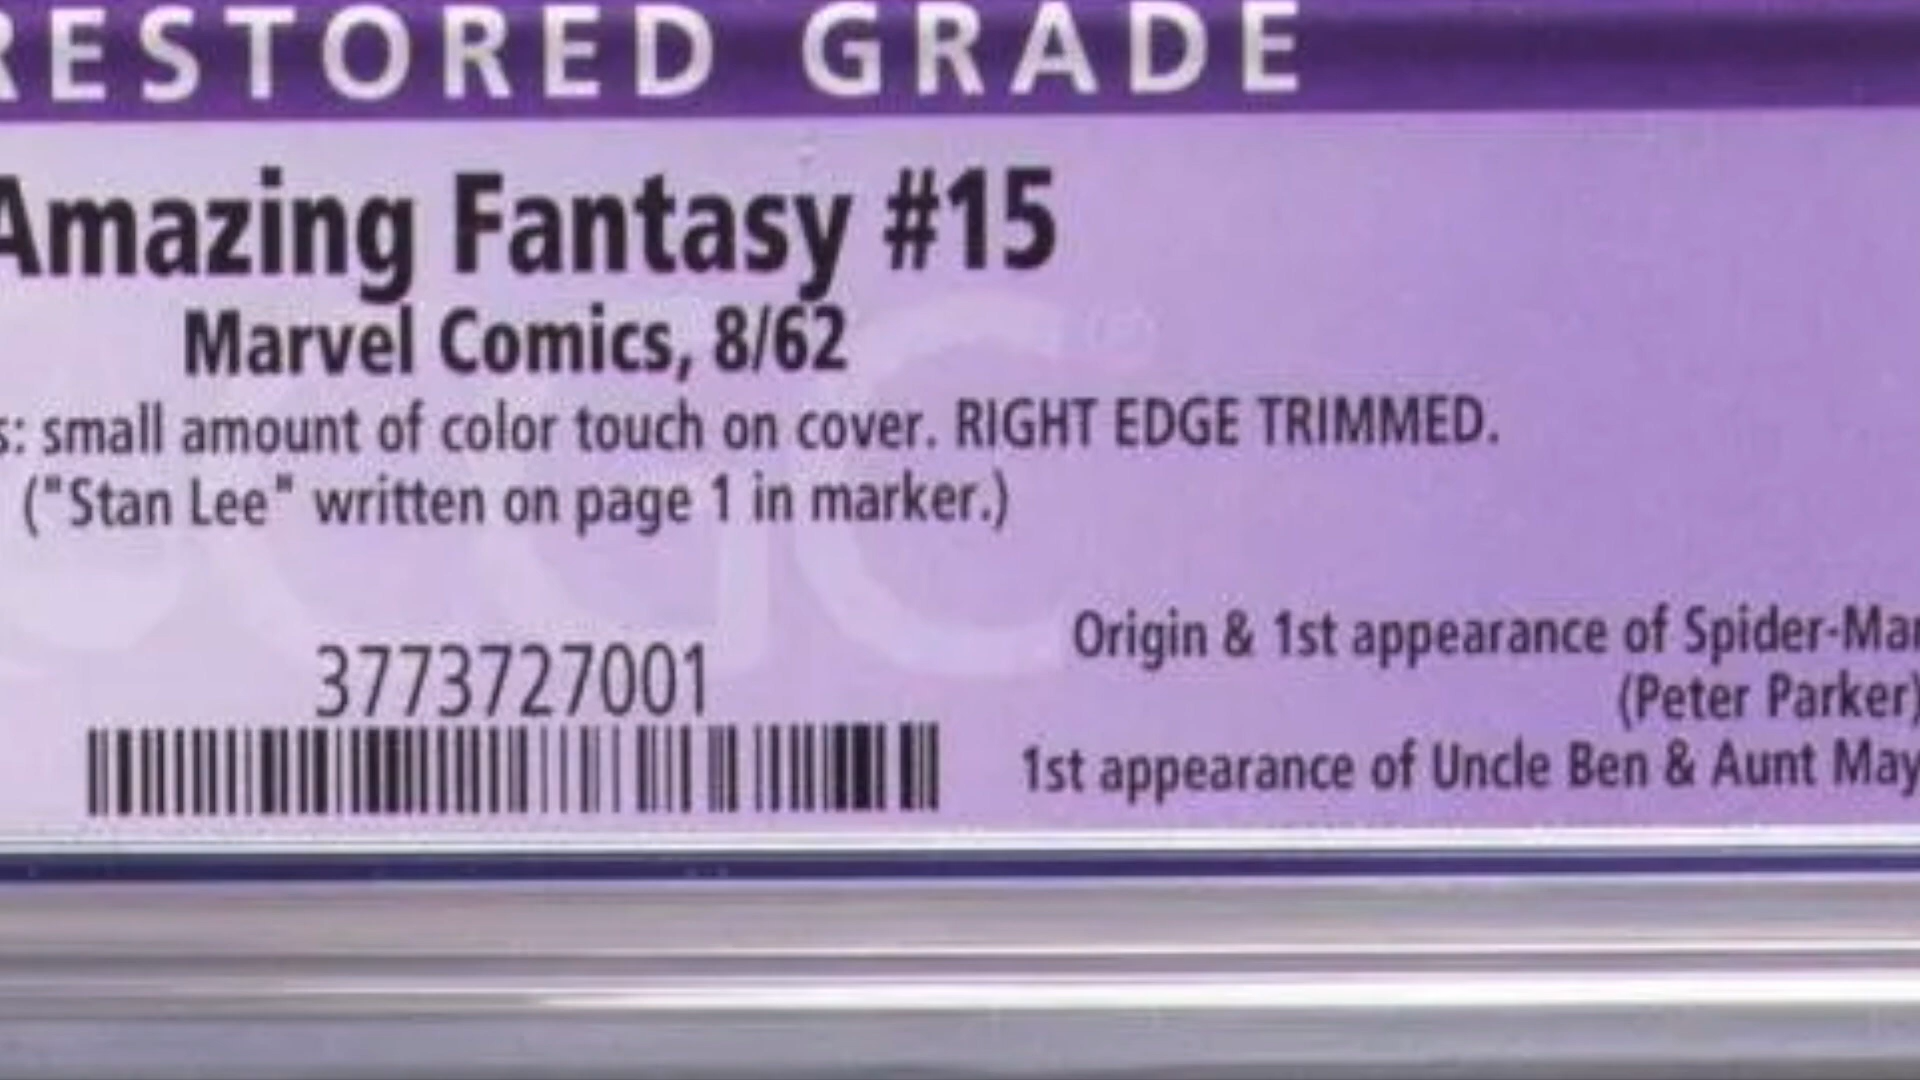 RESTORED GRADE
Amazing Fantasy #15
Marvel Comics, 8/62
s: small amount of color touch on cover. RIGHT EDGE TRIMMED.
("Stan Lee" written on page 1 in marker.)
3773727001
Origin & 1st appearance of Spider-Man
(Peter Parker)
1st appearance of Uncle Ben & Aunt May
CGC